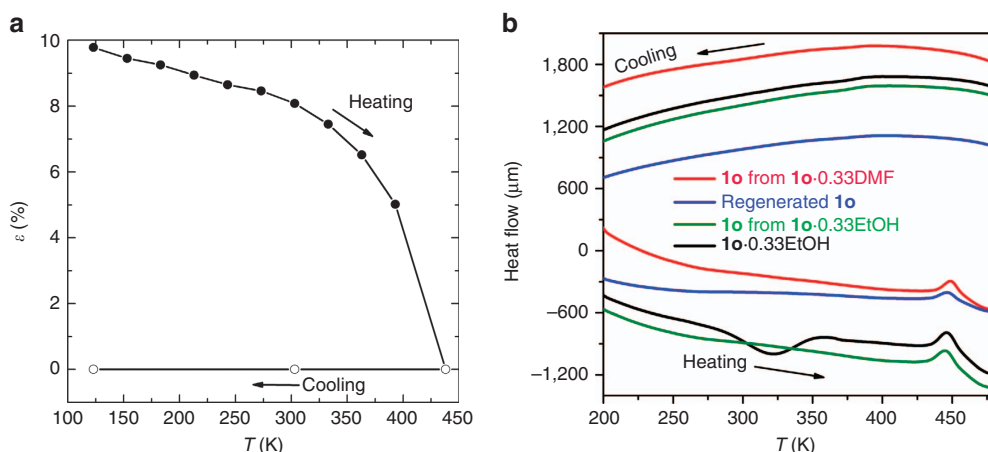 a
10
8
6
4
2
0
ε (%)
Heating
Cooling
100 150 200 250 300 350 400 450
T (K)
b
1,800
1,200
600
0
−600
−1,200
Heat flow (μm)
Cooling
1o from 1o·0.33DMF
Regenerated 1o
1o from 1o·0.33EtOH
1o·0.33EtOH
Heating
200 250 300 350 400 450
T (K)